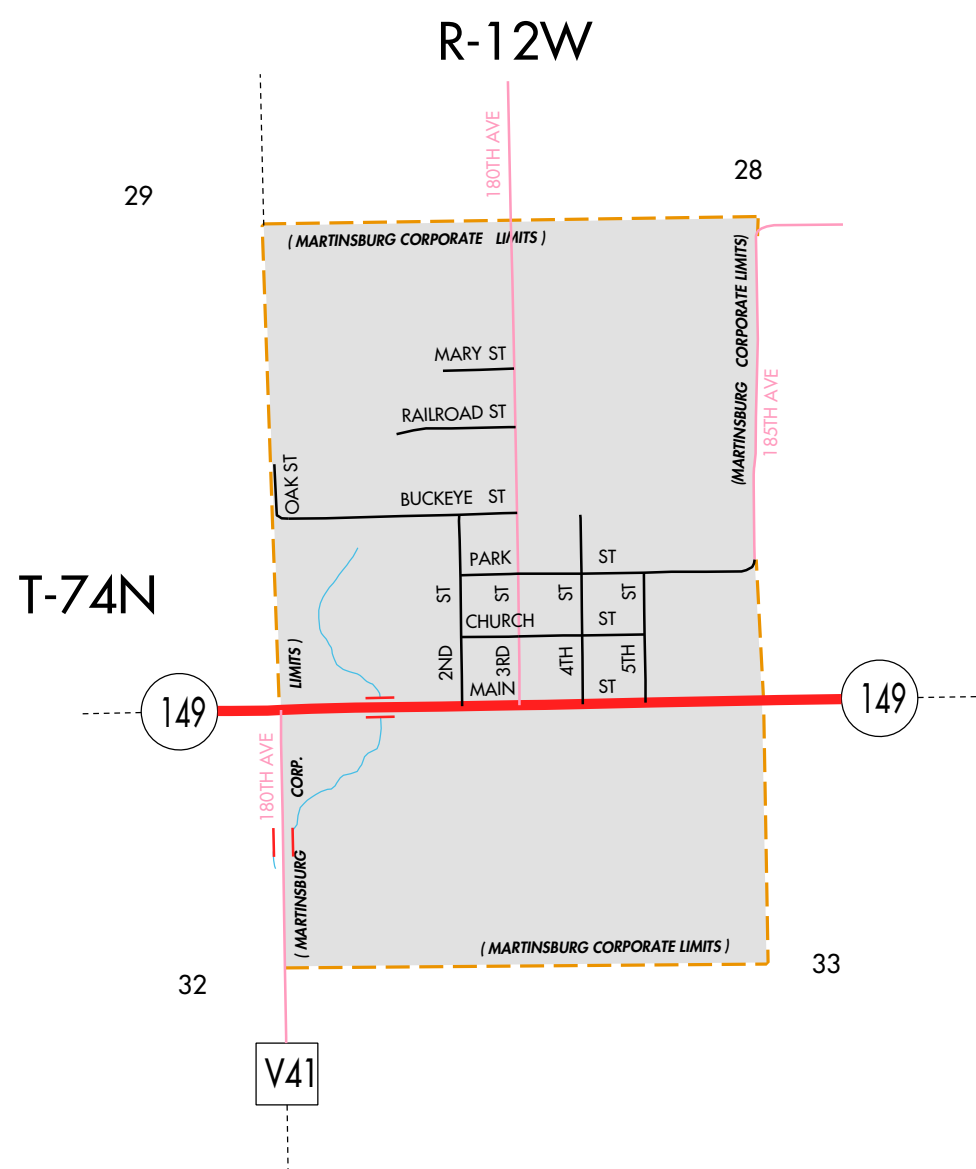 R-12W
180TH AVE
28
29
( MARTINSBURG CORPORATE LIMITS )
(MARTINSBURG CORPORATE LIMITS)
MARY ST
185TH AVE
RAILROAD ST
OAK ST
BUCKEYE ST
PARK ST
T-74N
2ND ST
3RD ST
4TH ST
5TH ST
CHURCH ST
MAIN ST
149
149
180TH AVE
( MARTINSBURG CORP. LIMITS )
( MARTINSBURG CORPORATE LIMITS )
33
32
V41